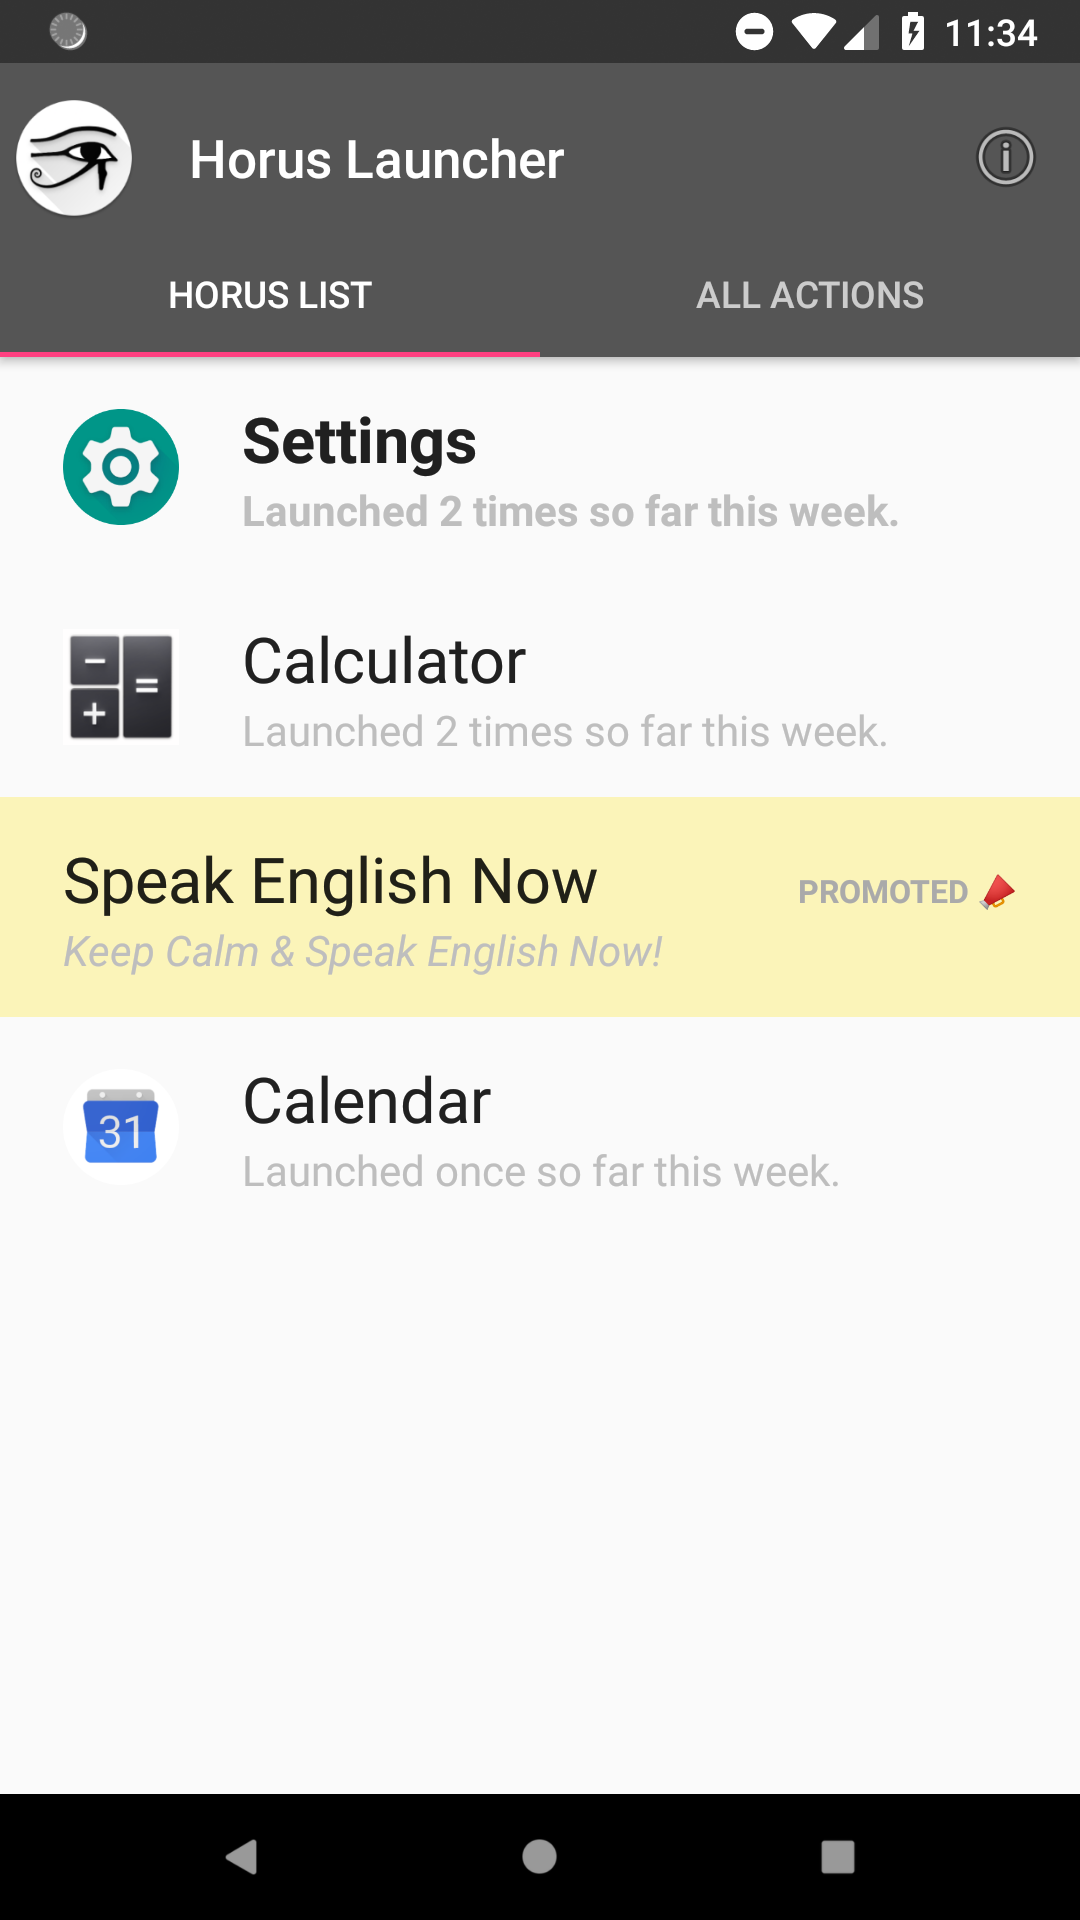 11:34
Horus Launcher
HORUS LIST
ALL ACTIONS
Settings
Launched 2 times so far this week.
Calculator
Launched 2 times so far this week.
Speak English Now
PROMOTED
Keep Calm & Speak English Now!
31
Calendar
Launched once so far this week.